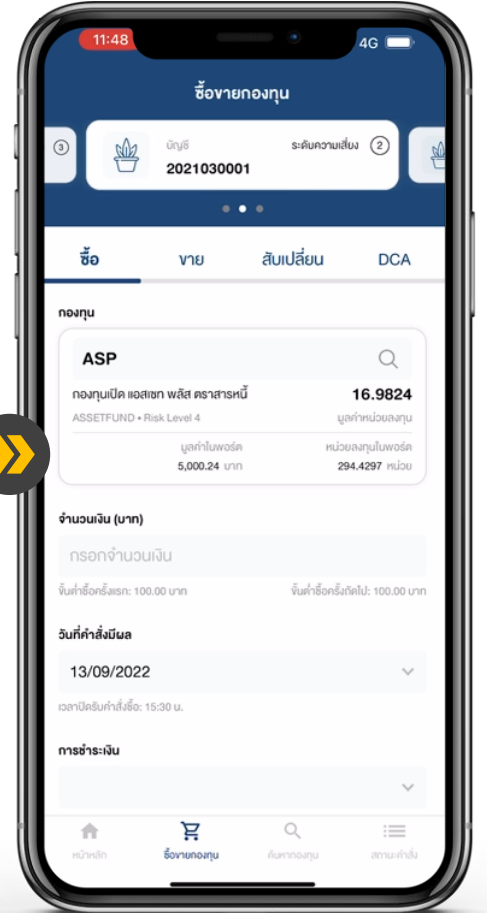 11:48
4G
ซื้อขายกองทุน
3
บัญชี
ระดับความเสี่ยง
2
2021030001
ซื้อ
ขาย
สับเปลี่ยน
DCA
กองทุน
ASP
กองทุนเปิด แอสเซท พลัส ตราสารหนี้
16.9824
ASSETFUND • Risk Level 4
มูลค่าหน่วยลงทุน
มูลค่าในพอร์ต
หน่วยลงทุนในพอร์ต
5,000.24 บาท
294.4297 หน่วย
จำนวนเงิน (บาท)
กรอกจำนวนเงิน
ขั้นต่ำซื้อครั้งแรก: 100.00 บาท
ขั้นต่ำซื้อครั้งถัดไป: 100.00 บาท
วันที่คำสั่งมีผล
13/09/2022
เวลาปิดรับคำสั่งซื้อ: 15:30 น.
การชำระเงิน
หน้าหลัก
ซื้อขายกองทุน
ค้นหากองทุน
สถานะคำสั่ง